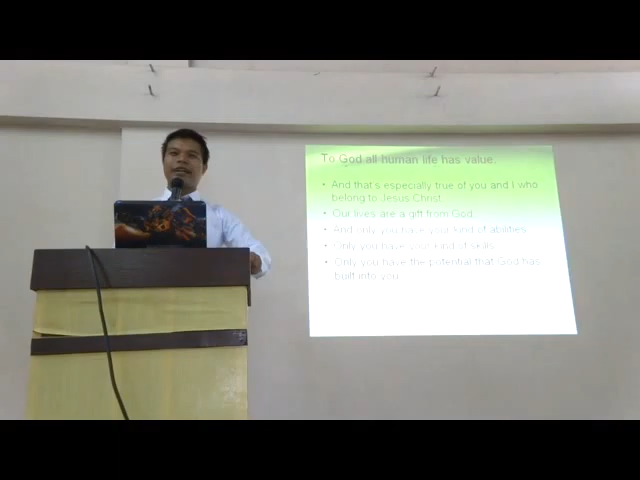 To God all human life has value.
• And that's especially true of you and I who
belong to Jesus Christ.
• Our lives are a gift from God.
• And only you have your kind of abilities.
• Only you have your kind of skills.
• Only you have the potential that God has
built into you.